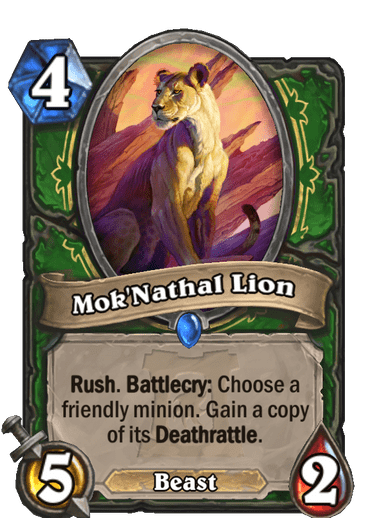 4
Mok'Nathal Lion
Rush. Battlecry: Choose a
friendly minion. Gain a copy
of its Deathrattle.
5
Beast
2